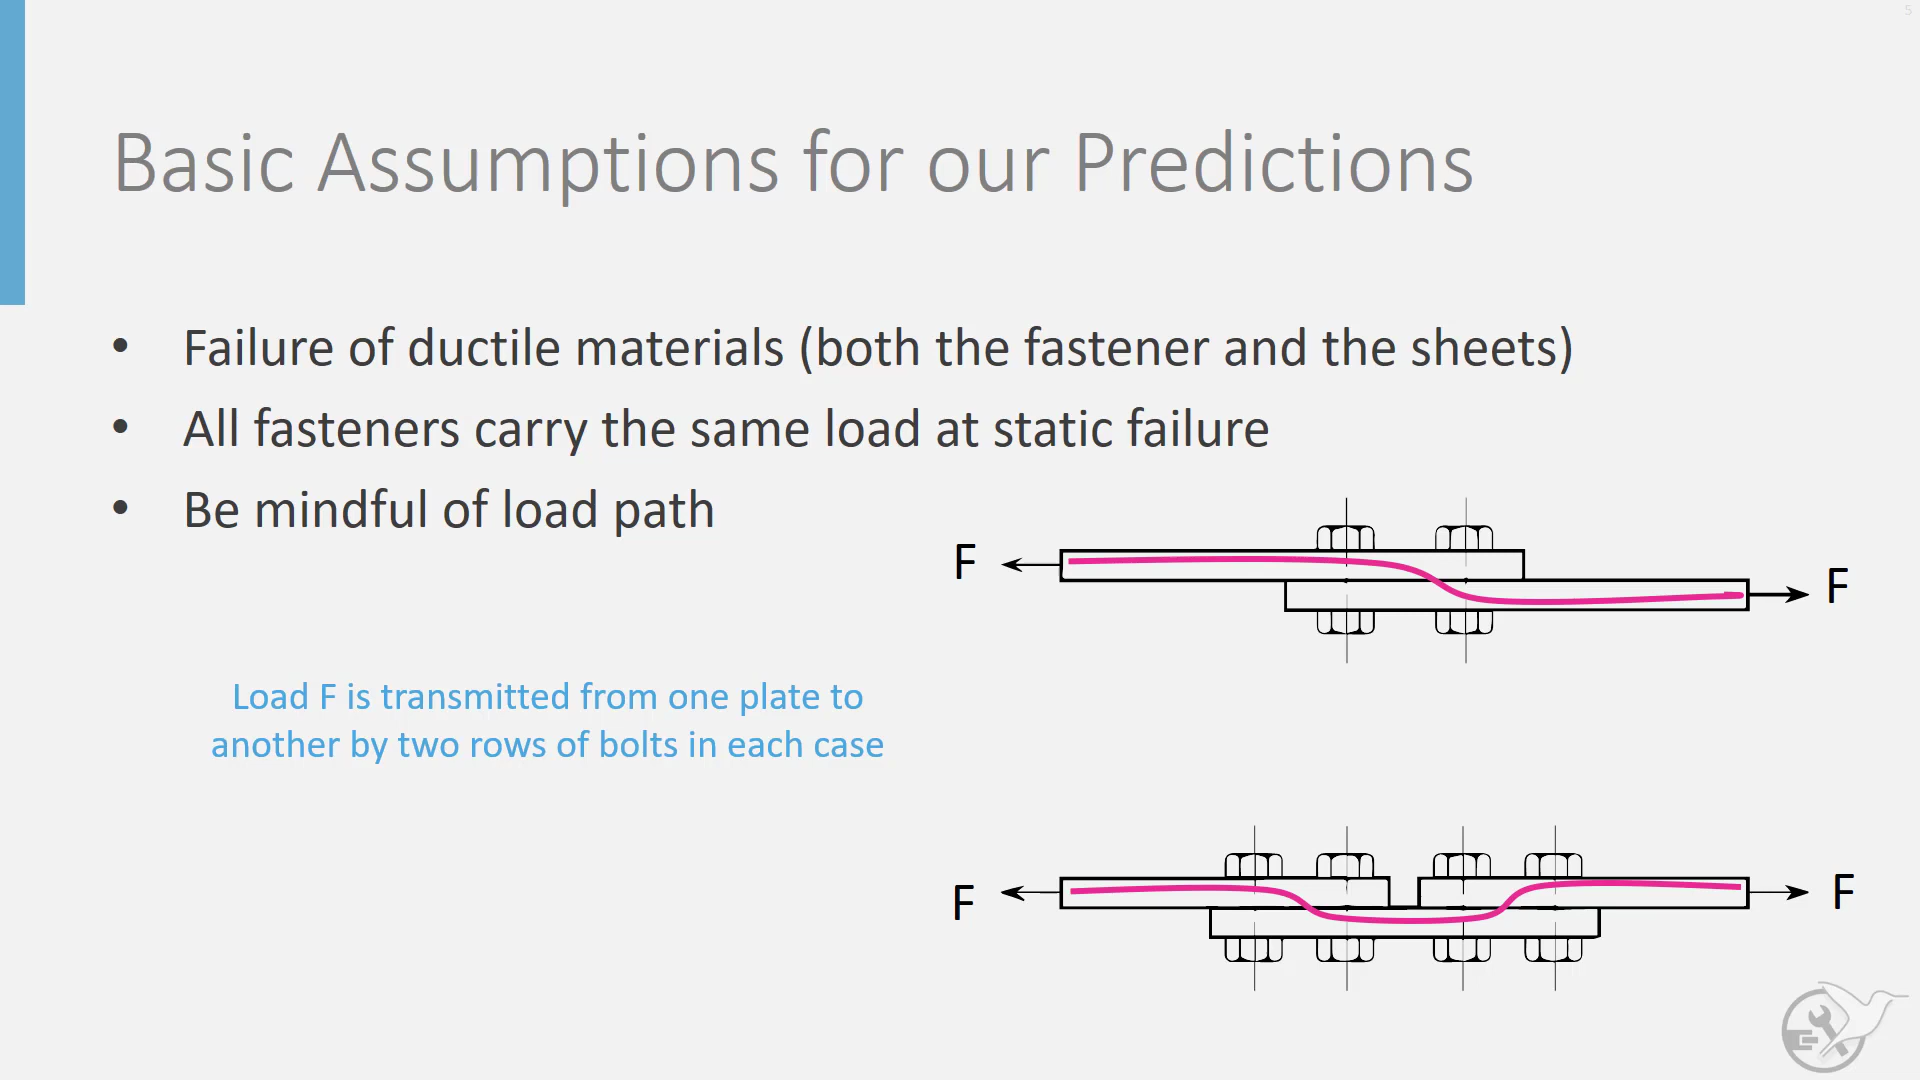 5
Basic Assumptions for our Predictions
• Failure of ductile materials (both the fastener and the sheets)
• All fasteners carry the same load at static failure
• Be mindful of load path
F
F
Load F is transmitted from one plate to
another by two rows of bolts in each case
F
F